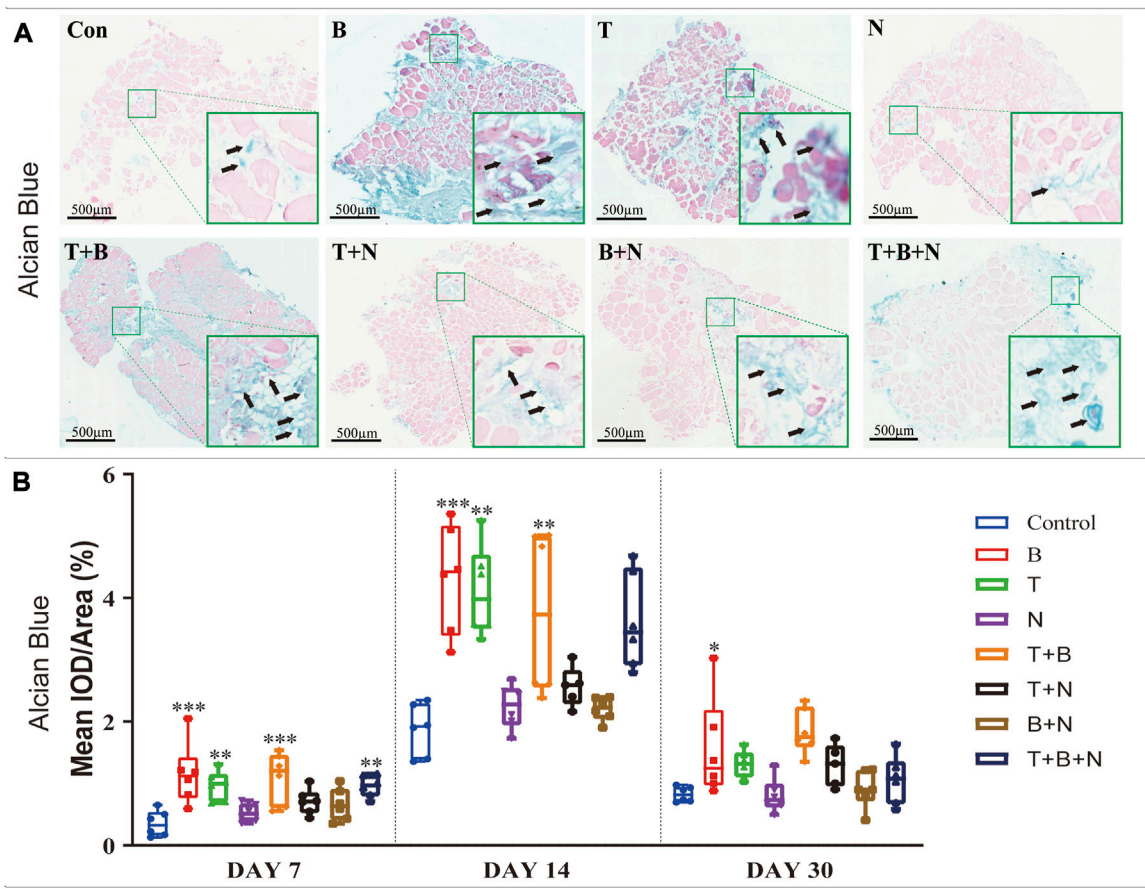 A
Alcian Blue
Con
B
T
N
500μm
500μm
500μm
500μm
T+B
T+N
B+N
T+B+N
500μm
500μm
500μm
500μm
B
Alcian Blue
Mean IOD/Area (%)
6
4
2
0
***
**
***
**
***
**
**
*
DAY 7
DAY 14
DAY 30
Control
B
T
N
T+B
T+N
B+N
T+B+N